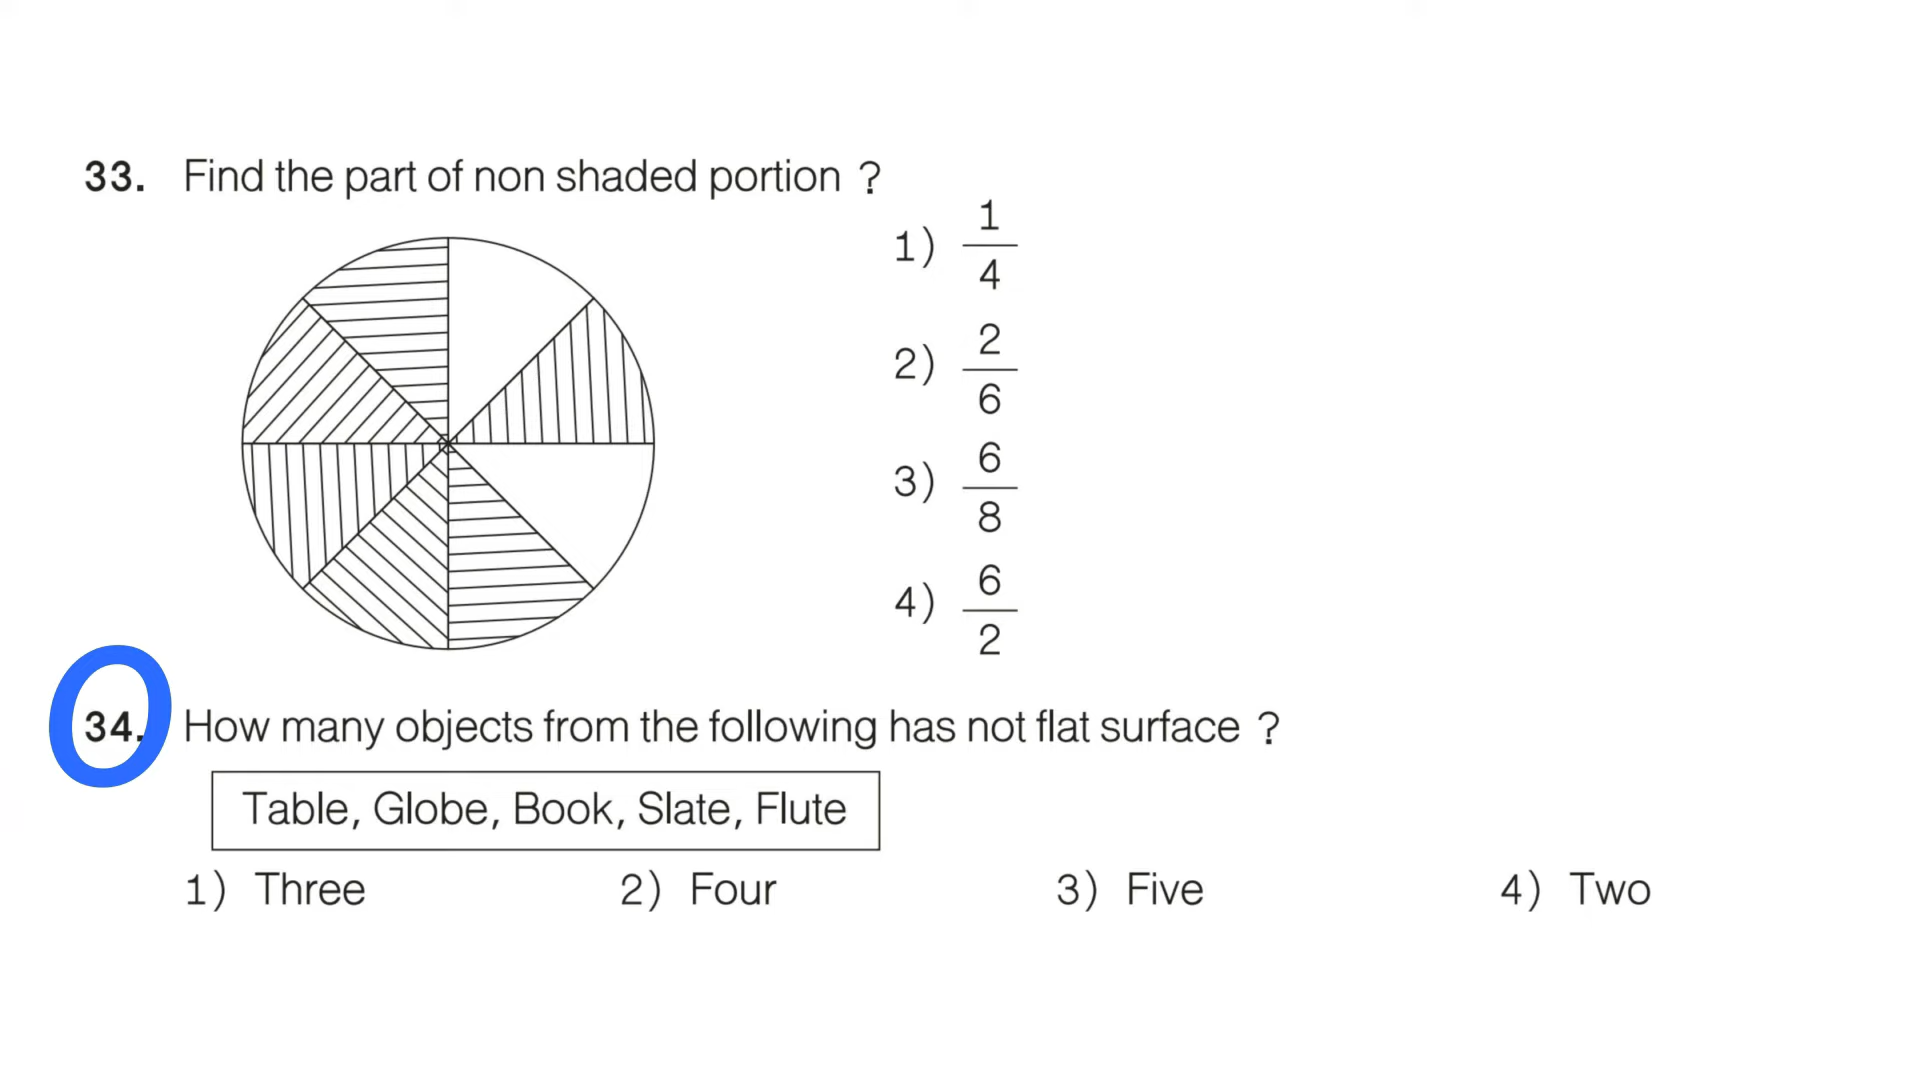 33. Find the part of non shaded portion ?
1) 1/4
2) 2/6
3) 6/8
4) 6/2
34. How many objects from the following has not flat surface ?
Table, Globe, Book, Slate, Flute
1) Three 2) Four 3) Five 4) Two